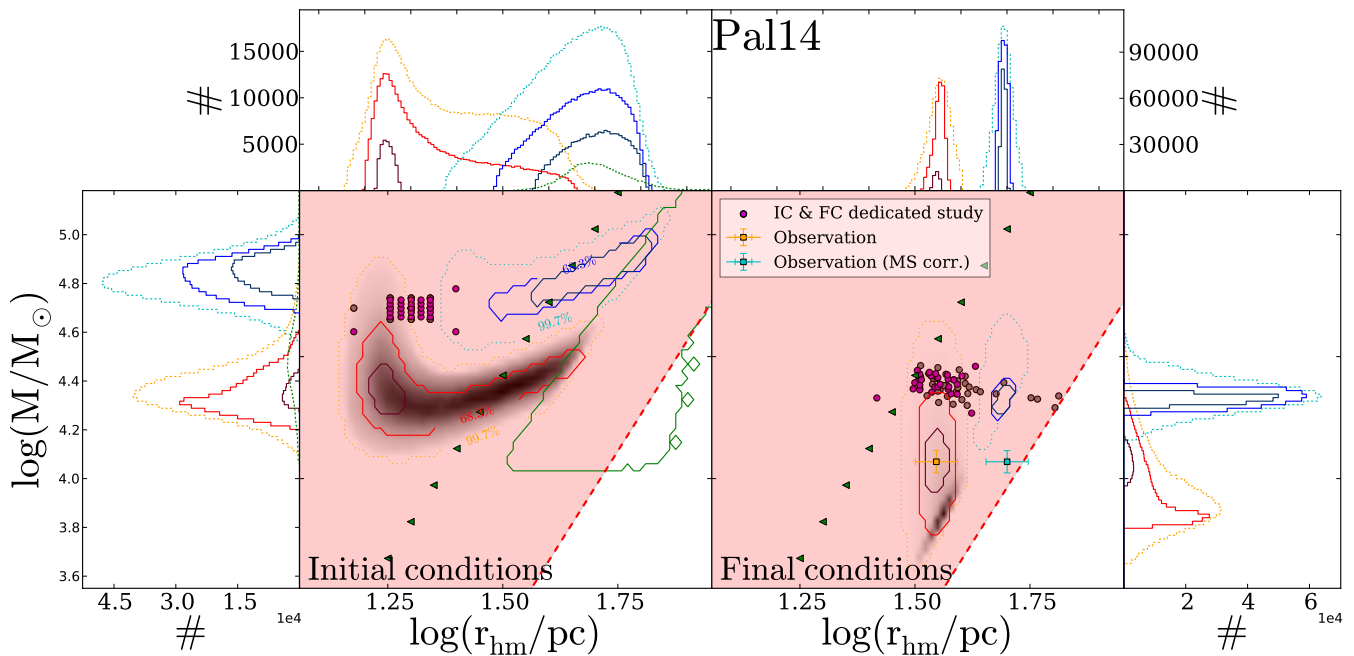 Pal14
15000
10000
5000
#
90000
60000
30000
#
IC & FC dedicated study
Observation
Observation (MS corr.)
68.3%
99.7%
68.3%
99.7%
log(M/M⊙)
5.0
4.8
4.6
4.4
4.2
4.0
3.8
3.6
Initial conditions
Final conditions
4.5 3.0 1.5
1e4
#
1.25 1.50 1.75
log(r_hm/pc)
1.25 1.50 1.75
log(r_hm/pc)
2 4 6
1e4
#